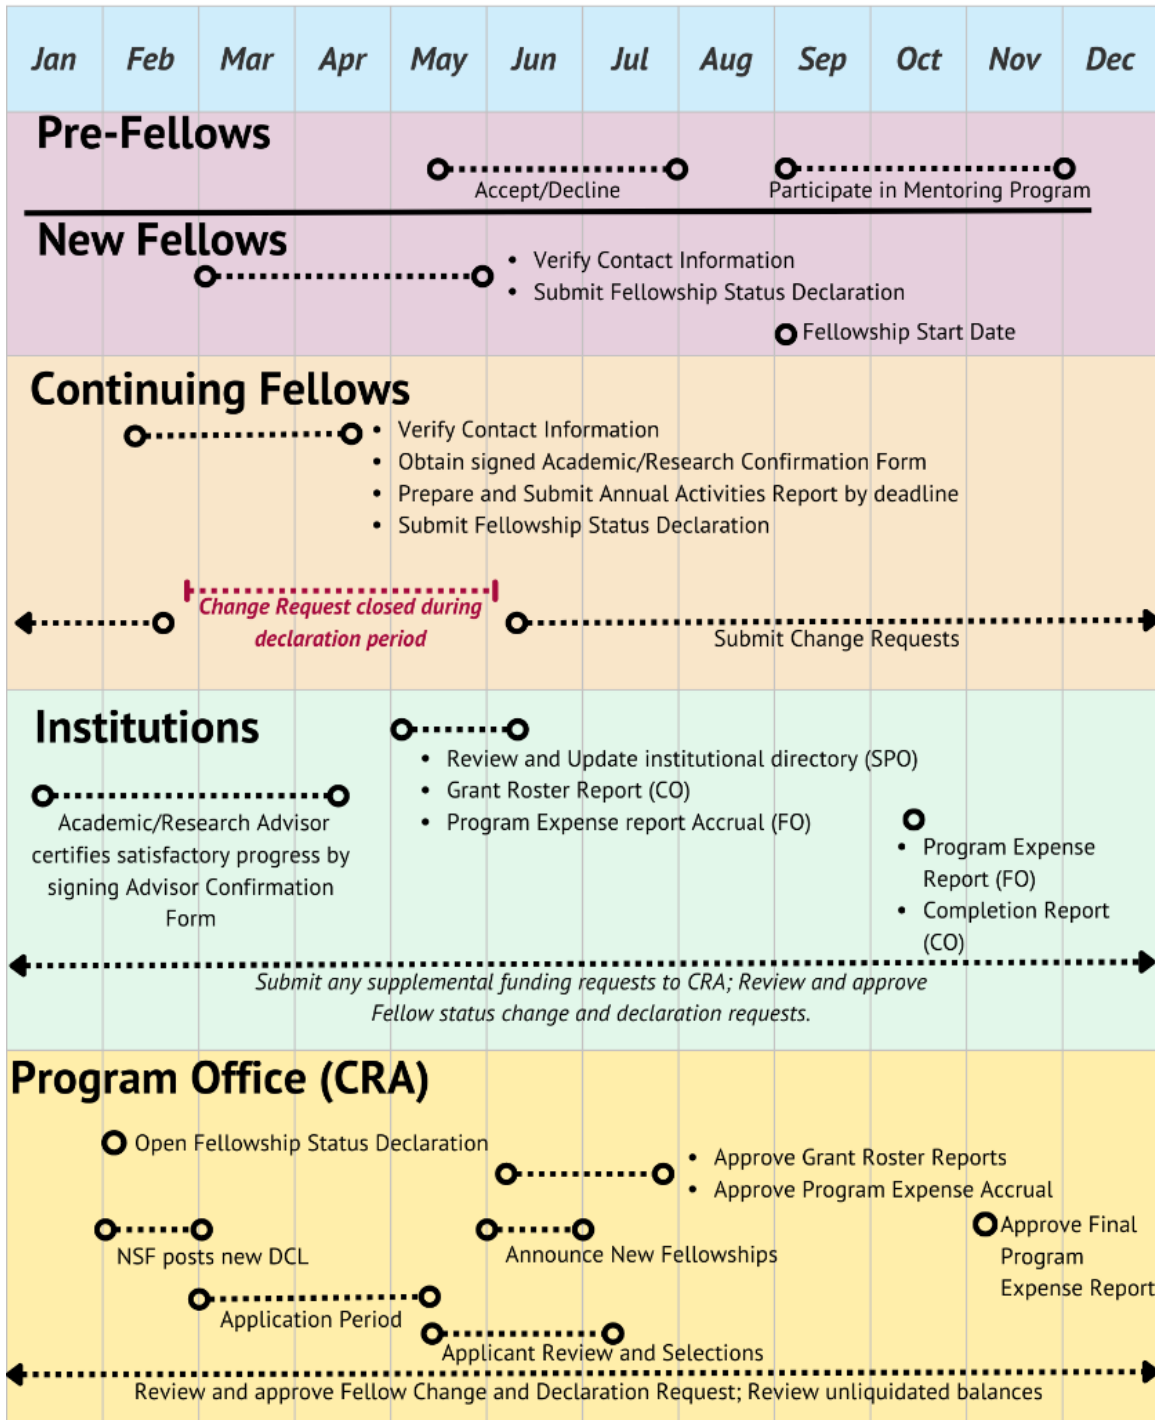 Jan Feb Mar Apr May Jun Jul Aug Sep Oct Nov Dec
Pre-Fellows
Accept/Decline
Participate in Mentoring Program
New Fellows
• Verify Contact Information
• Submit Fellowship Status Declaration
Fellowship Start Date
Continuing Fellows
• Verify Contact Information
• Obtain signed Academic/Research Confirmation Form
• Prepare and Submit Annual Activities Report by deadline
• Submit Fellowship Status Declaration
Change Request closed during
declaration period
Submit Change Requests
Institutions
• Review and Update institutional directory (SPO)
• Grant Roster Report (CO)
• Program Expense report Accrual (FO)
Academic/Research Advisor
certifies satisfactory progress by
signing Advisor Confirmation
Form
• Program Expense
Report (FO)
• Completion Report
(CO)
Submit any supplemental funding requests to CRA; Review and approve
Fellow status change and declaration requests.
Program Office (CRA)
Open Fellowship Status Declaration
• Approve Grant Roster Reports
• Approve Program Expense Accrual
NSF posts new DCL
Announce New Fellowships
Approve Final
Program
Expense Report
Application Period
Applicant Review and Selections
Review and approve Fellow Change and Declaration Request; Review unliquidated balances